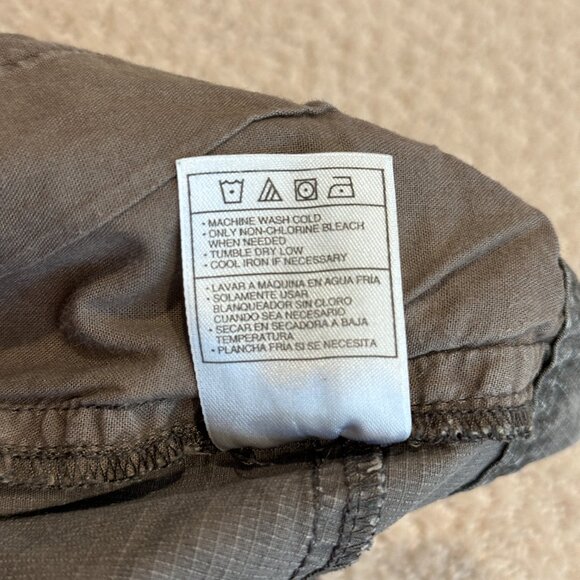 • MACHINE WASH COLD
• ONLY NON-CHLORINE BLEACH
WHEN NEEDED
• TUMBLE DRY LOW
• COOL IRON IF NECESSARY
• LAVAR A MAQUINA EN AGUA FRÍA
• SOLAMENTE USAR
BLANQUEADOR SIN CLORO
CUANDO SEA NECESARIO
• SECAR EN SECADORA A BAJA
TEMPERATURA
• PLANCHA FRIA SI SE NECESITA